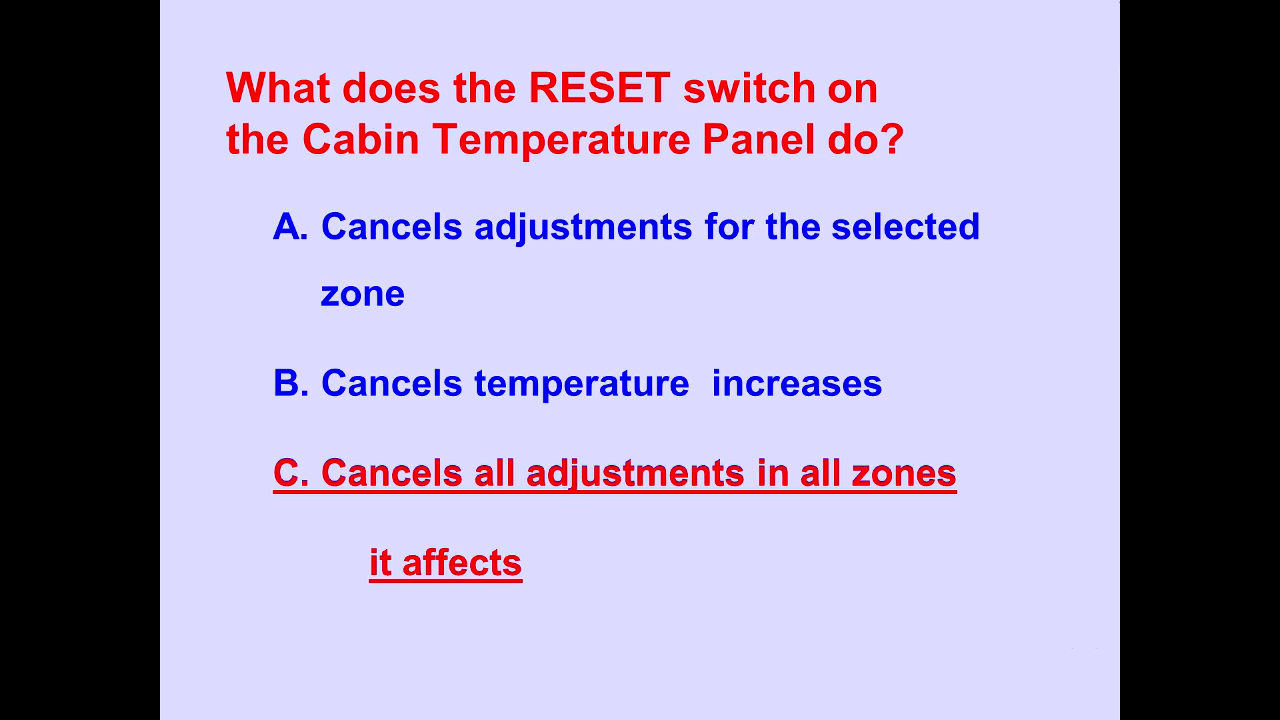 What does the RESET switch on
the Cabin Temperature Panel do?
A. Cancels adjustments for the selected
zone
B. Cancels temperature  increases
C. Cancels all adjustments in all zones
it affects